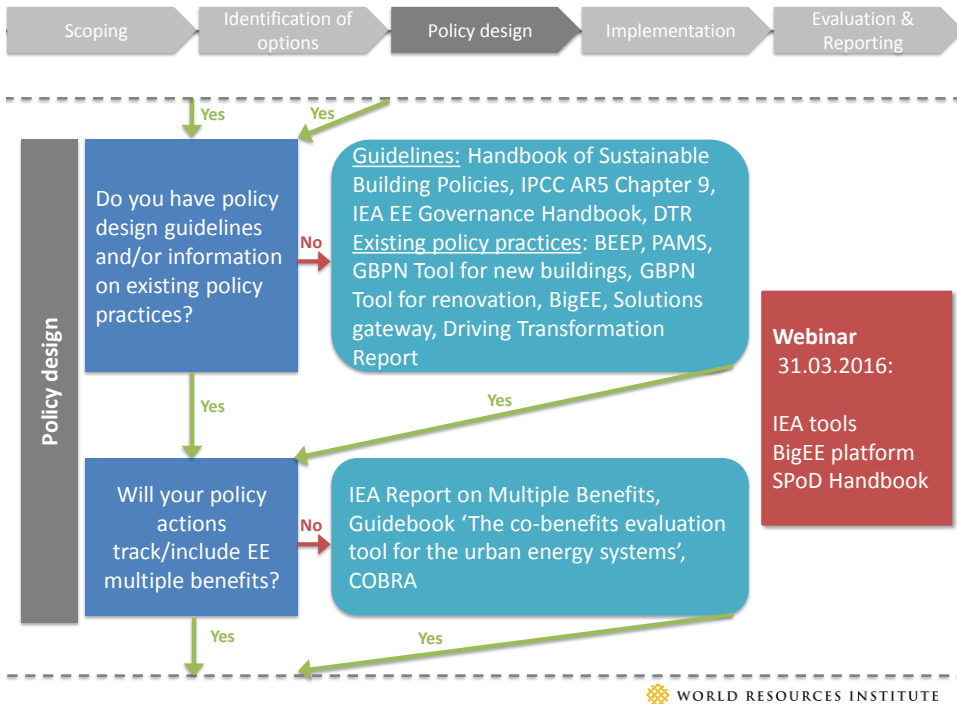 Scoping
Identification of
options
Policy design
Implementation
Evaluation &
Reporting
Yes
Yes
Policy design
Do you have policy
design guidelines
and/or information
on existing policy
practices?
No
Guidelines: Handbook of Sustainable
Building Policies, IPCC AR5 Chapter 9,
IEA EE Governance Handbook, DTR
Existing policy practices: BEEP, PAMS,
GBPN Tool for new buildings, GBPN
Tool for renovation, BigEE, Solutions
gateway, Driving Transformation
Report
Webinar
31.03.2016:
IEA tools
BigEE platform
SPoD Handbook
Yes
Yes
Will your policy
actions
track/include EE
multiple benefits?
No
IEA Report on Multiple Benefits,
Guidebook ‘The co-benefits evaluation
tool for the urban energy systems’,
COBRA
Yes
Yes
WORLD RESOURCES INSTITUTE